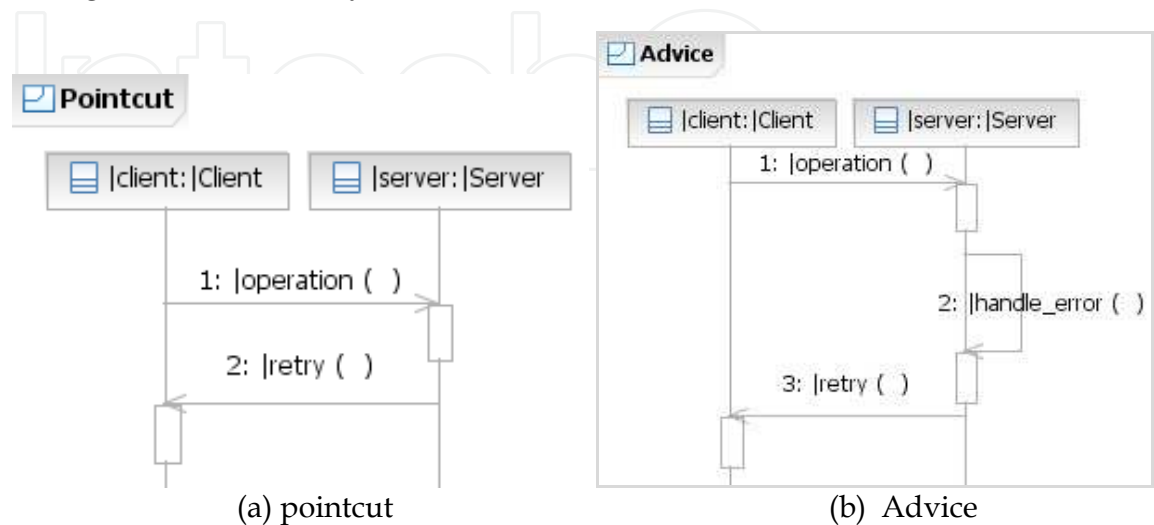 Pointcut
|client:|Client
|server:|Server
1: |operation ( )
2: |retry ( )
(a) pointcut
Advice
|client:|Client
|server:|Server
1: |operation ( )
2: |handle_error ( )
3: |retry ( )
(b) Advice